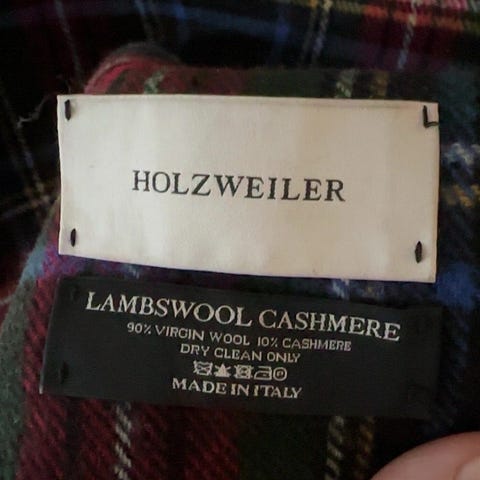 HOLZWEILER
LAMBSWOOL CASHMERE
90% VIRGIN WOOL 10% CASHMERE
DRY CLEAN ONLY
MADE IN ITALY